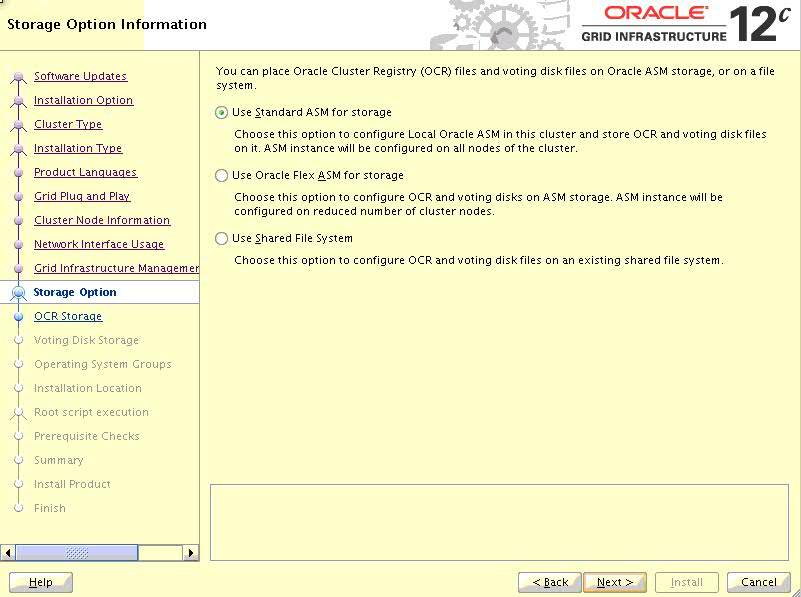 Storage Option Information
ORACLE
GRID INFRASTRUCTURE 12c
Software Updates
Installation Option
Cluster Type
Installation Type
Product Languages
Grid Plug and Play
Cluster Node Information
Network Interface Usage
Grid Infrastructure Managemen
Storage Option
OCR Storage
Voting Disk Storage
Operating System Groups
Installation Location
Root script execution
Prerequisite Checks
Summary
Install Product
Finish
You can place Oracle Cluster Registry (OCR) files and voting disk files on Oracle ASM storage, or on a file
system.
Use Standard ASM for storage
Choose this option to configure Local Oracle ASM in this cluster and store OCR and voting disk files
on it. ASM instance will be configured on all nodes of the cluster.
Use Oracle Flex ASM for storage
Choose this option to configure OCR and voting disks on ASM storage. ASM instance will be
configured on reduced number of cluster nodes.
Use Shared File System
Choose this option to configure OCR and voting disk files on an existing shared file system.
Help
< Back
Next >
Install
Cancel